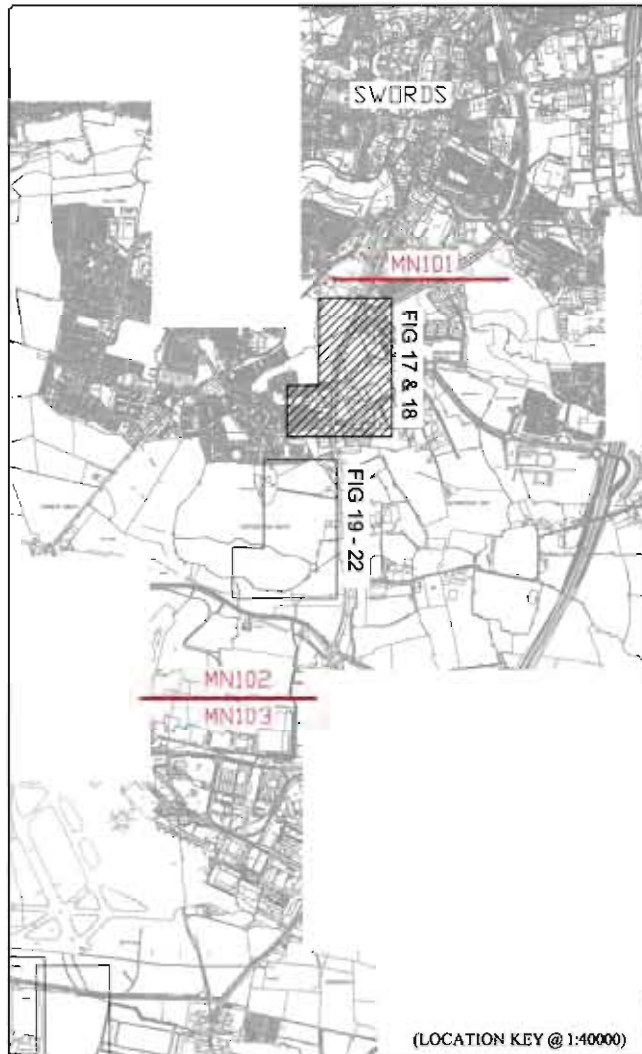 SWORDS
MN101
FIG 17 & 18
FIG 19 - 22
MN102
MN103
(LOCATION KEY @ 1:40000)